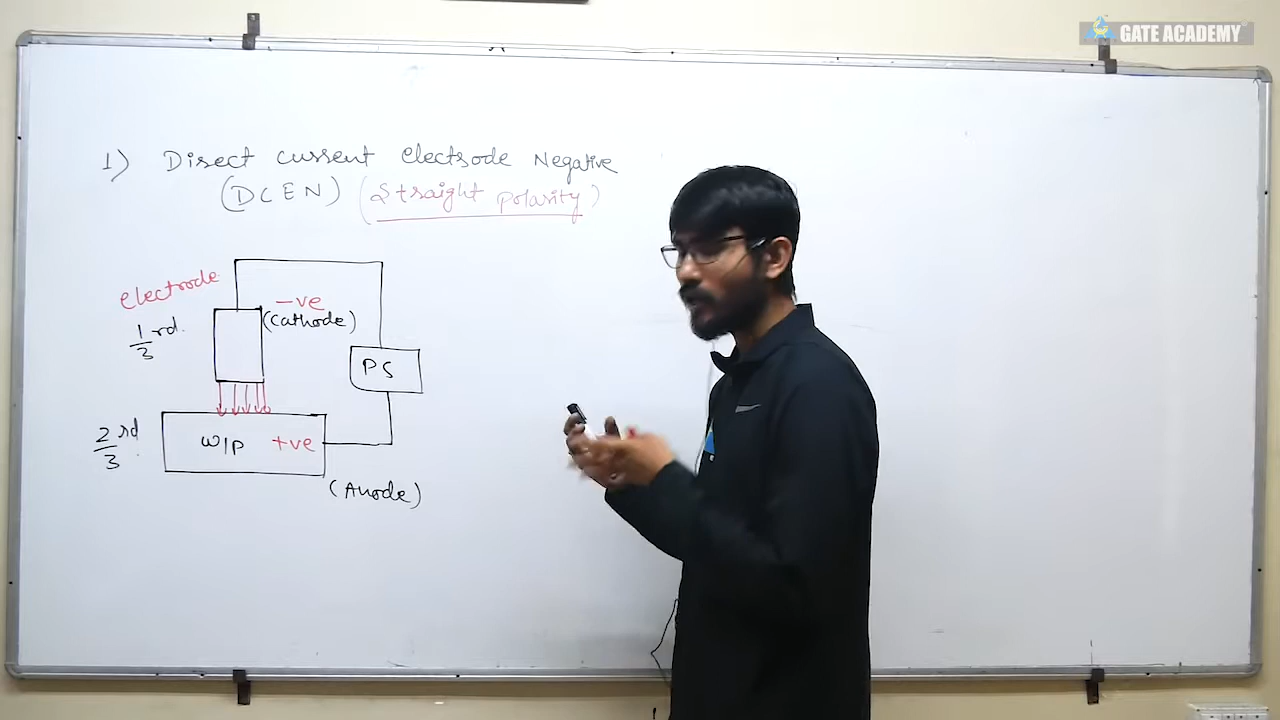 GATE ACADEMY
1) Direct current electrode Negative
(DCEN) (Straight polarity)
electrode
-ve
(Cathode)
1/3 rd.
PS
2/3 rd
W/P +ve
(Anode)